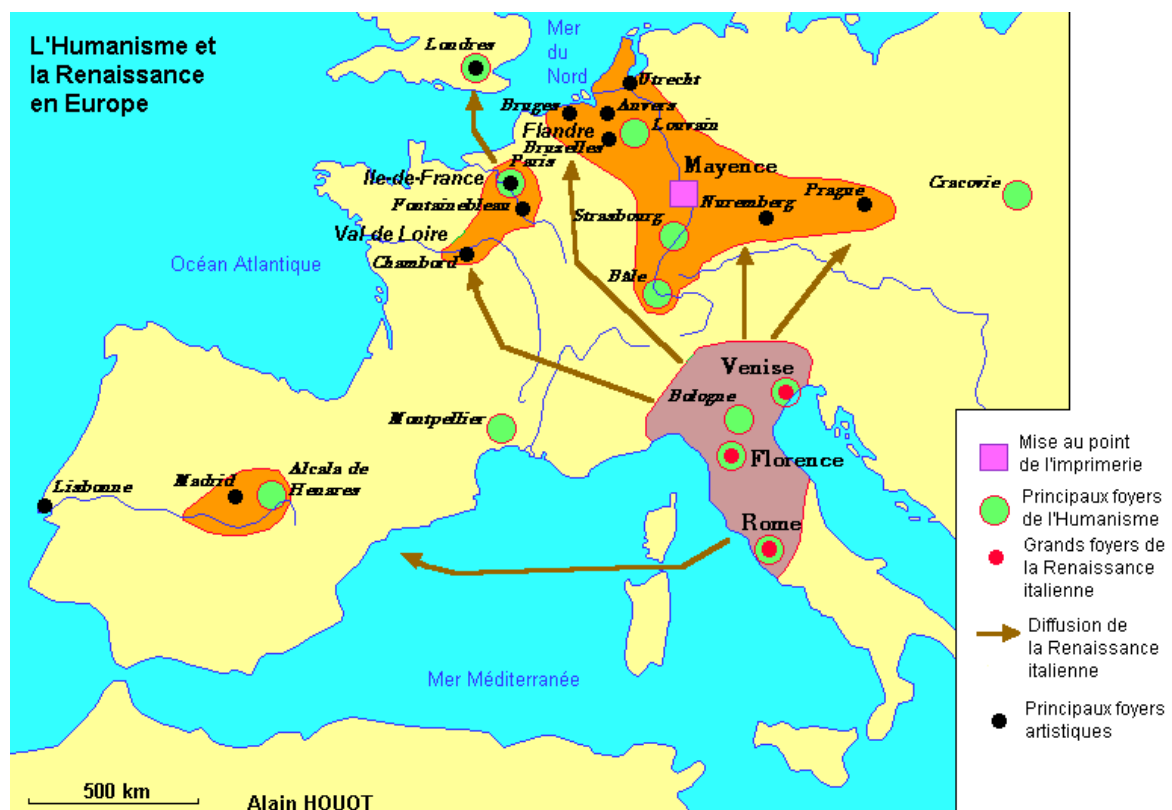 L'Humanisme et
la Renaissance
en Europe
Londres
Mer
du
Nord
Utrecht
Bruges
Anvers
Flandre
Louvain
Bruxelles
Paris
Mayence
Ile-de-France
Cracovie
Prague
Fontainebleau
Nuremberg
Strasbourg
Val de Loire
Chambord
Océan Atlantique
Bâle
Venise
Bologne
Montpellier
Florence
Alcala de
Henares
Madrid
Lisbonne
Rome
Mer Méditerranée
500 km
Alain HOUOT
Mise au point
de l'imprimerie
Principaux foyers
de l'Humanisme
Grands foyers de
la Renaissance
italienne
Diffusion de
la Renaissance
italienne
Principaux foyers
artistiques